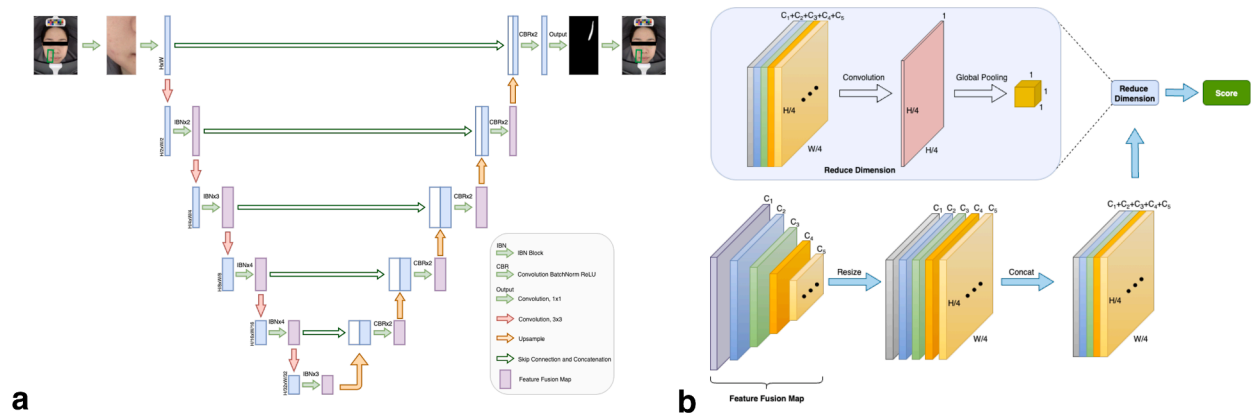 HxW
CBRx2
Output
H/2xW/2
IBNx2
CBRx2
H/4xW/4
IBNx3
CBRx2
H/8xW/8
IBNx4
CBRx2
H/16xW/16
IBNx4
CBRx2
H/32xW/32
IBNx3
IBN
IBN Block
CBR
Convolution BatchNorm ReLU
Output
Convolution, 1x1
Convolution, 3x3
Upsample
Skip Connection and Concatenation
Feature Fusion Map
a
C₁+C₂+C₃+C₄+C₅
H/4
W/4
Convolution
1
H/4
H/4
Global Pooling
1
1
1
Reduce Dimension
Reduce
Dimension
Score
C₁
C₂
C₃
C₄
C₅
Feature Fusion Map
Resize
C₁ C₂ C₃ C₄ C₅
H/4
W/4
Concat
C₁+C₂+C₃+C₄+C₅
H/4
W/4
b